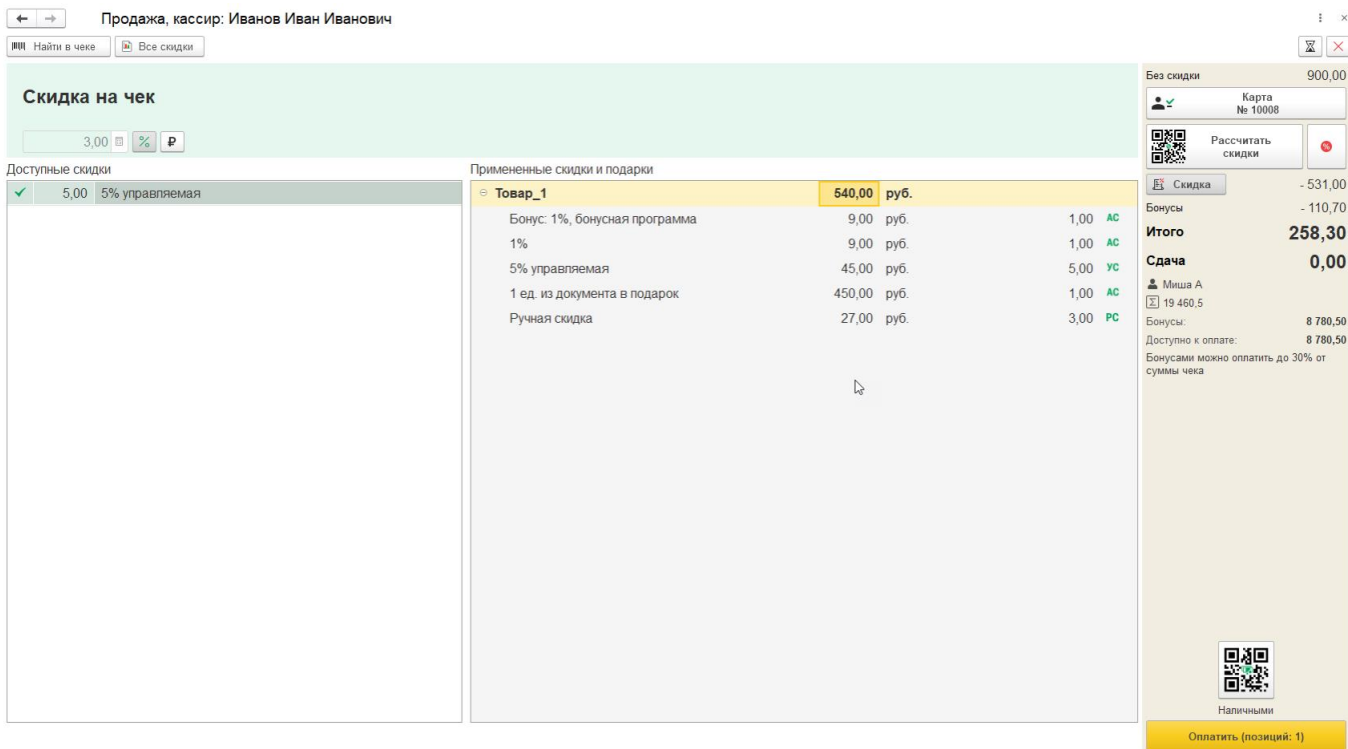 Продажа, кассир: Иванов Иван Иванович
Найти в чеке Все скидки
Скидка на чек
3,00 % ₽
Доступные скидки
5,00 5% управляемая
Примененные скидки и подарки
Товар_1 540,00 руб.
Бонус: 1%, бонусная программа 9,00 руб. 1,00 АС
1% 9,00 руб. 1,00 АС
5% управляемая 45,00 руб. 5,00 УС
1 ед. из документа в подарок 450,00 руб. 1,00 АС
Ручная скидка 27,00 руб. 3,00 РС
Без скидки 900,00
Карта
№ 10008
Рассчитать
скидки
%
Скидка - 531,00
Бонусы - 110,70
Итого 258,30
Сдача 0,00
Миша А
Σ 19 460,5
Бонусы: 8 780,50
Доступно к оплате: 8 780,50
Бонусами можно оплатить до 30% от
суммы чека
Наличными
Оплатить (позиций: 1)